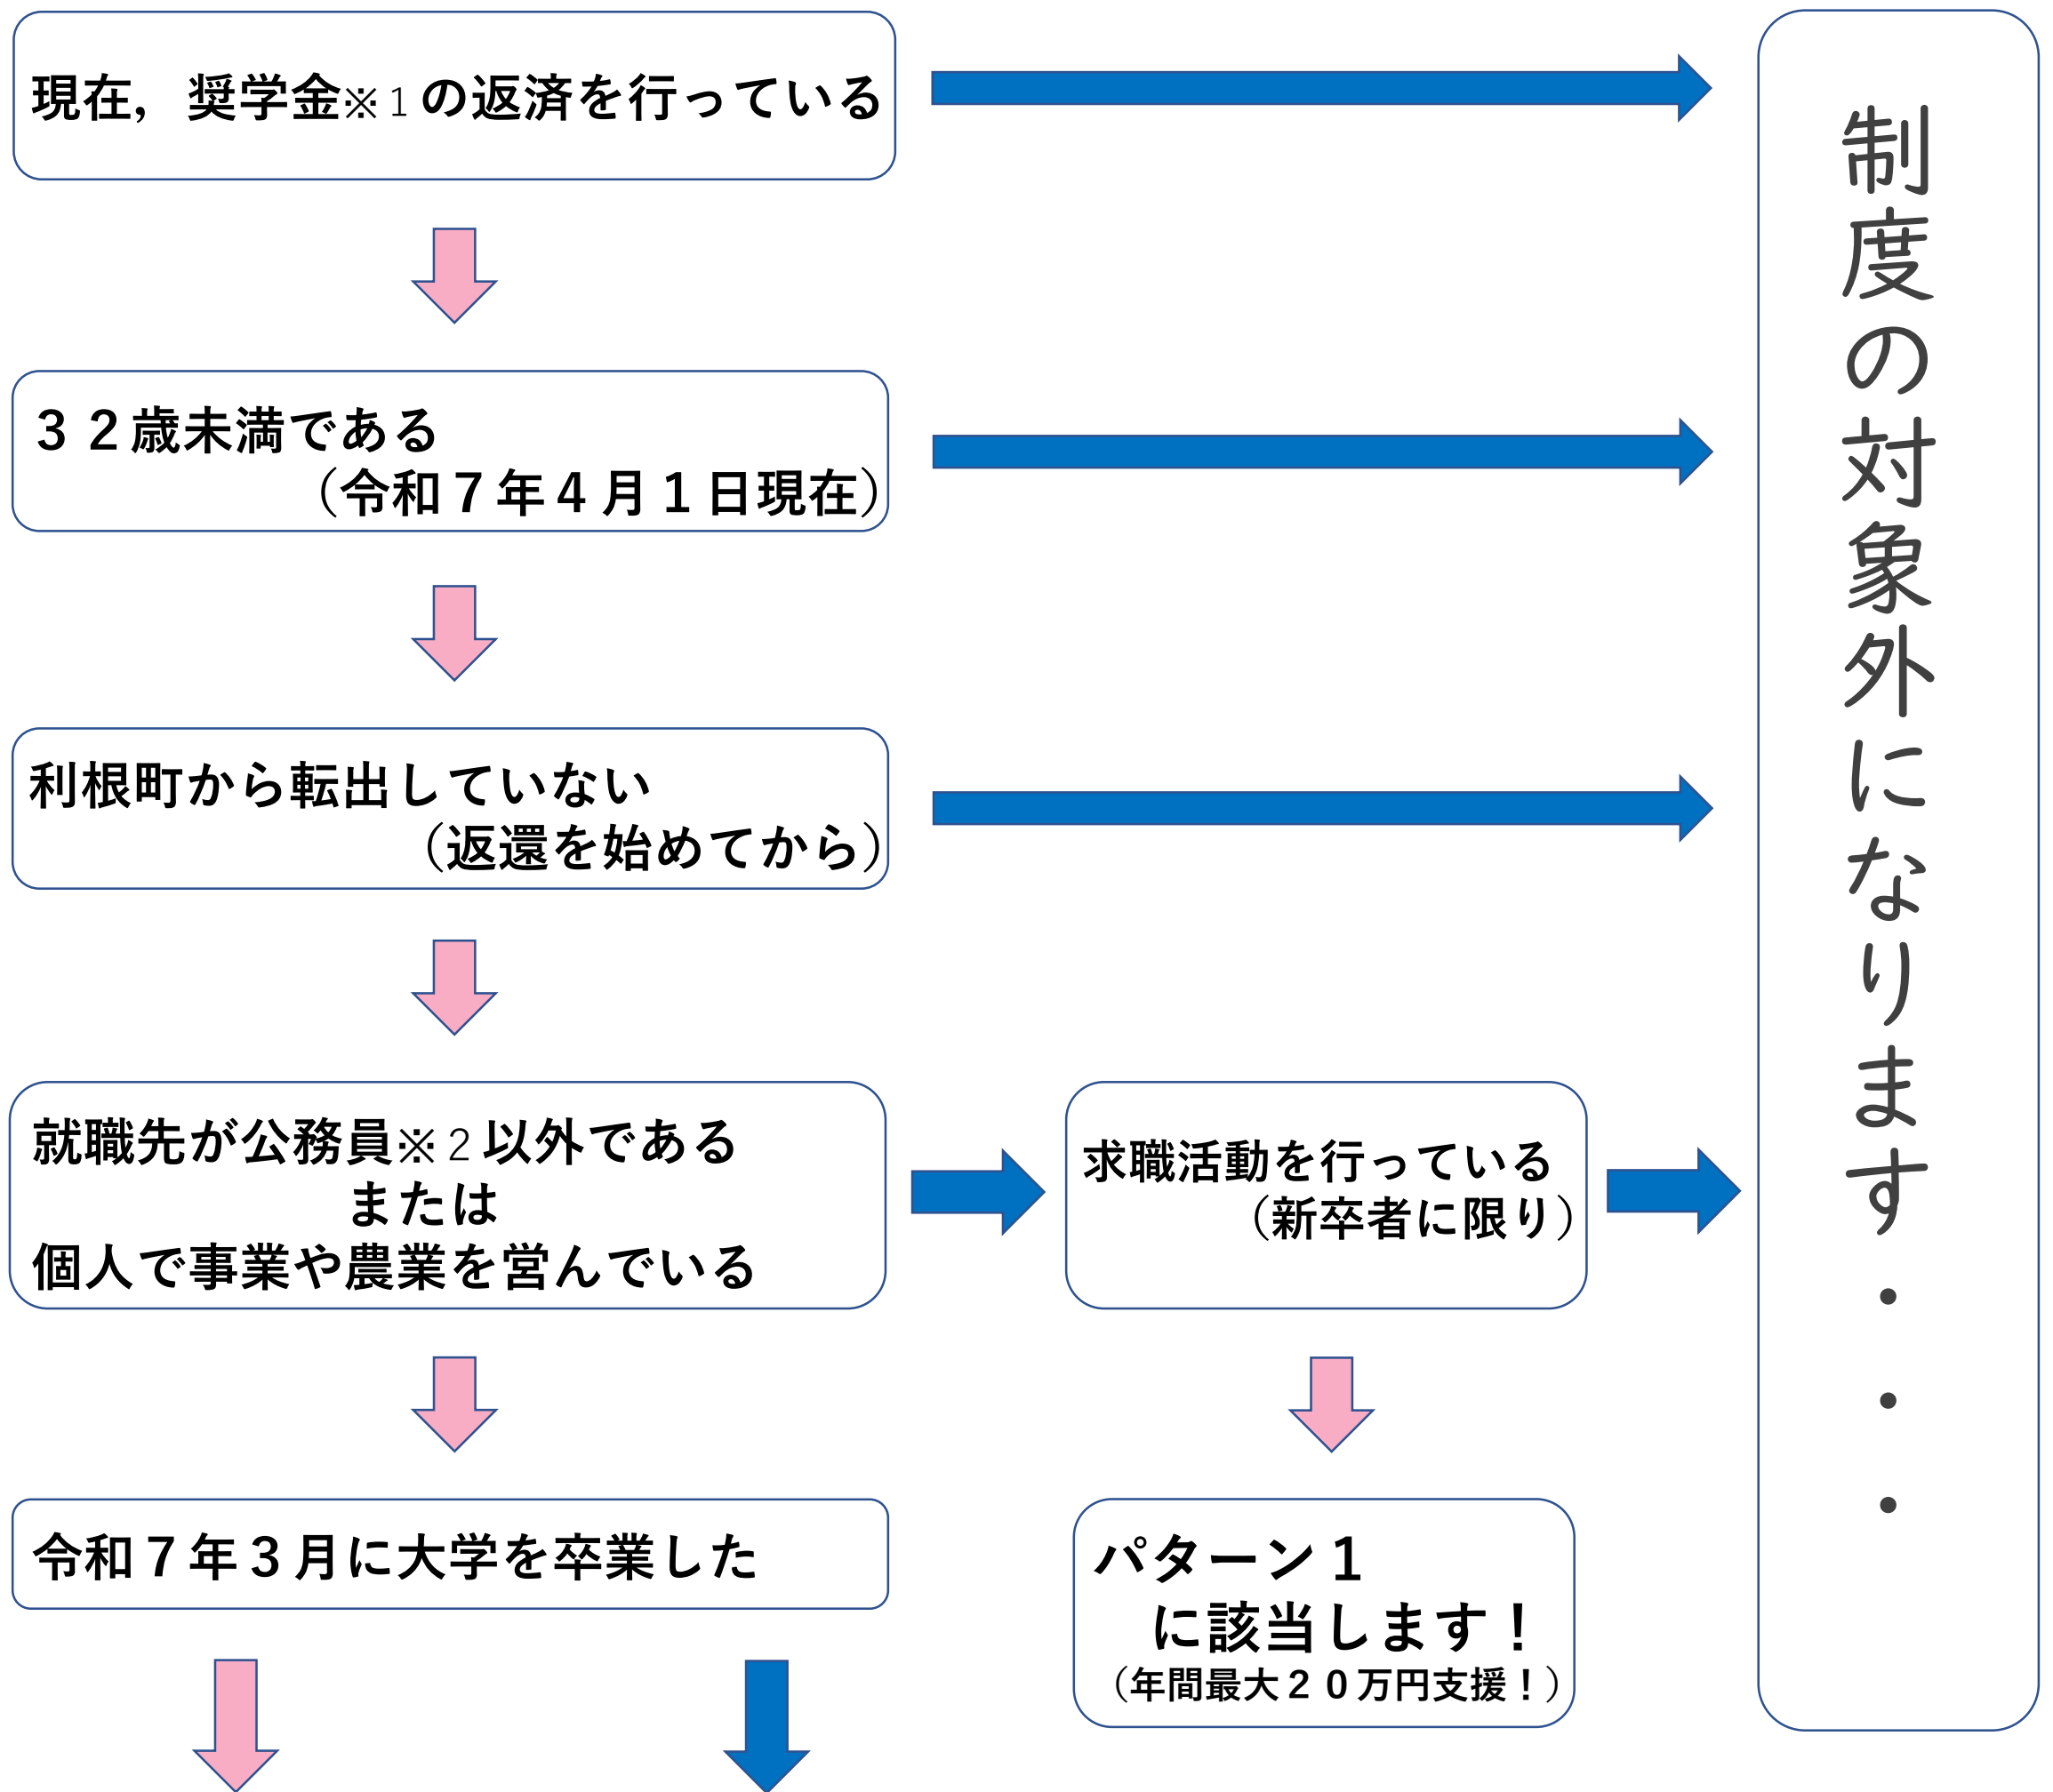 現在，奨学金※１の返済を行っている
３２歳未満である
（令和７年４月１日現在）
利根町から転出していない
（返還を始めてから）
就職先が公務員※２以外である
または
個人で事業や農業を営んでいる
求職活動を行っている
（新卒者に限り）
令和７年３月に大学を卒業した
パターン１
に該当します！
（年間最大２０万円支援！）
制度の対象外になります・・・